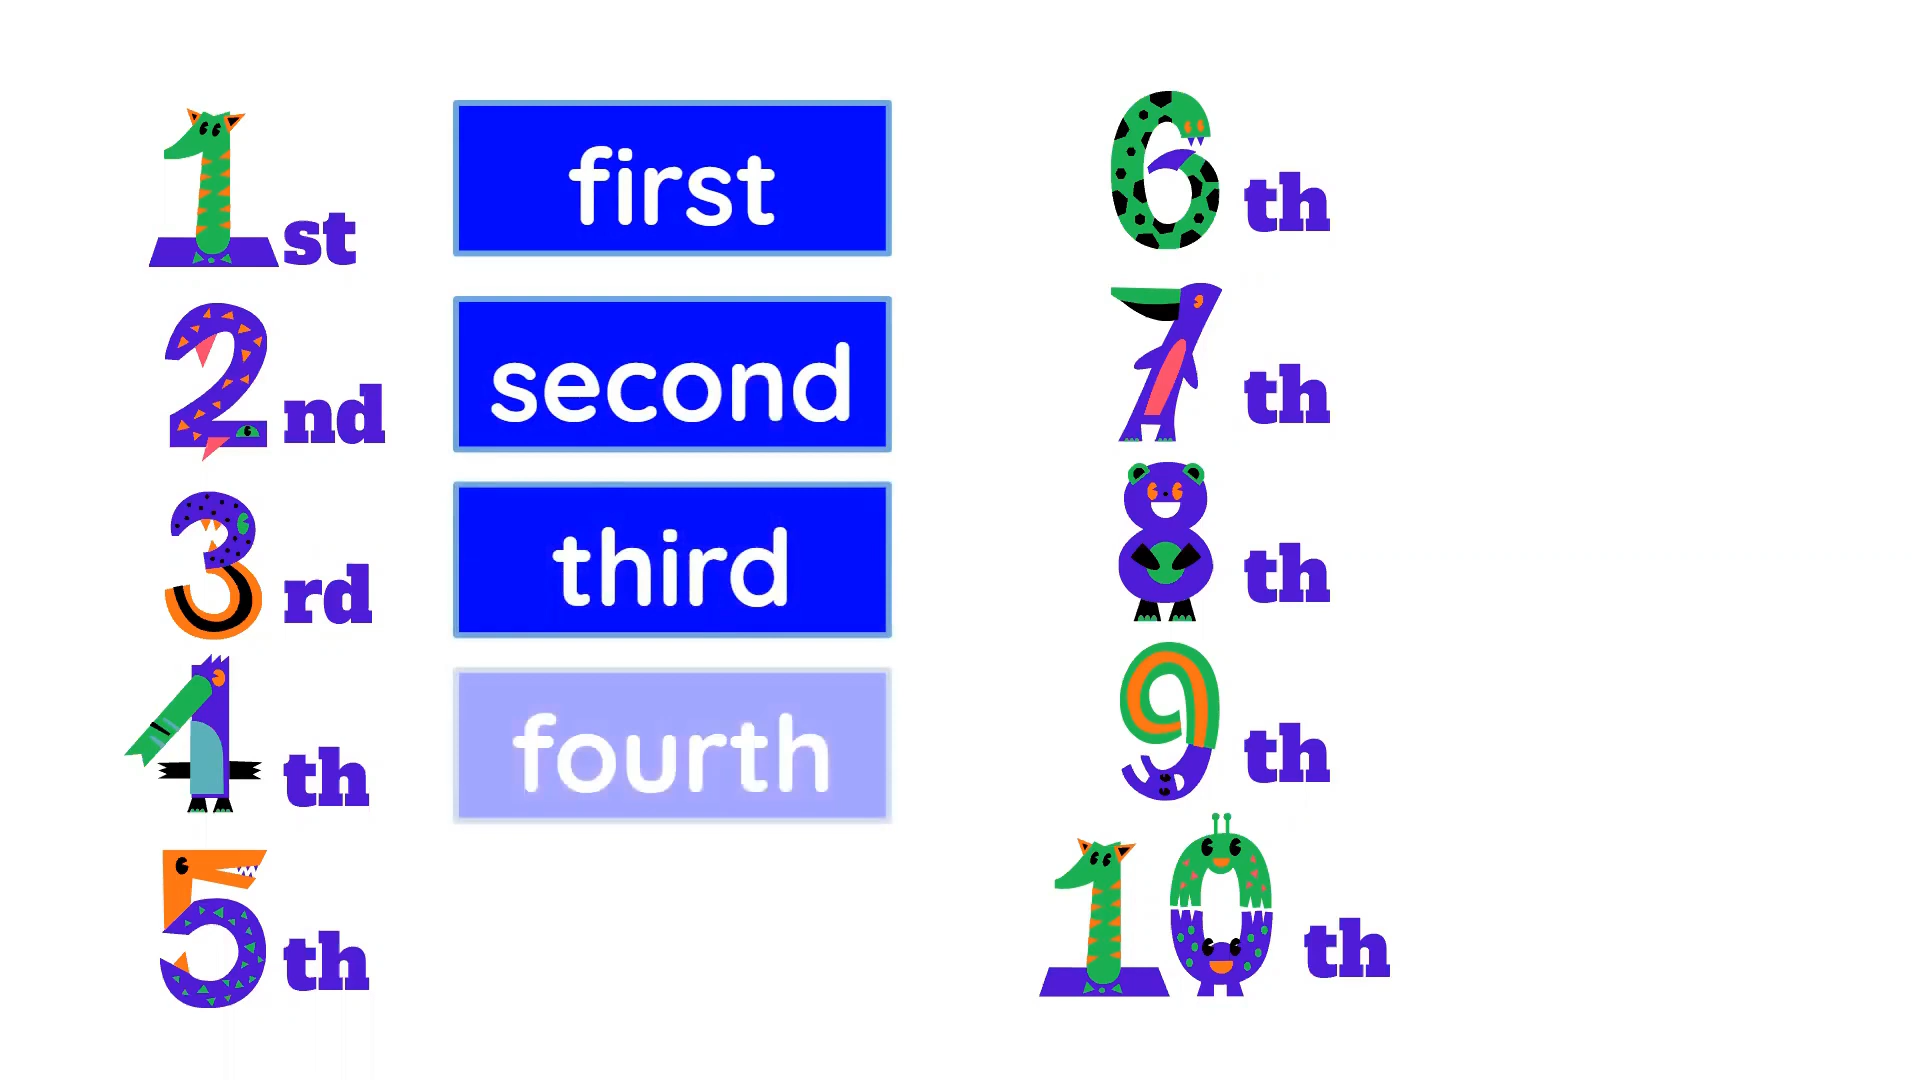 1st first
2nd second
3rd third
4th fourth
5th
6th
7th
8th
9th
10th